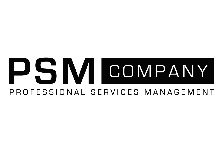 PSM COMPANY
PROFESSIONAL SERVICES MANAGEMENT